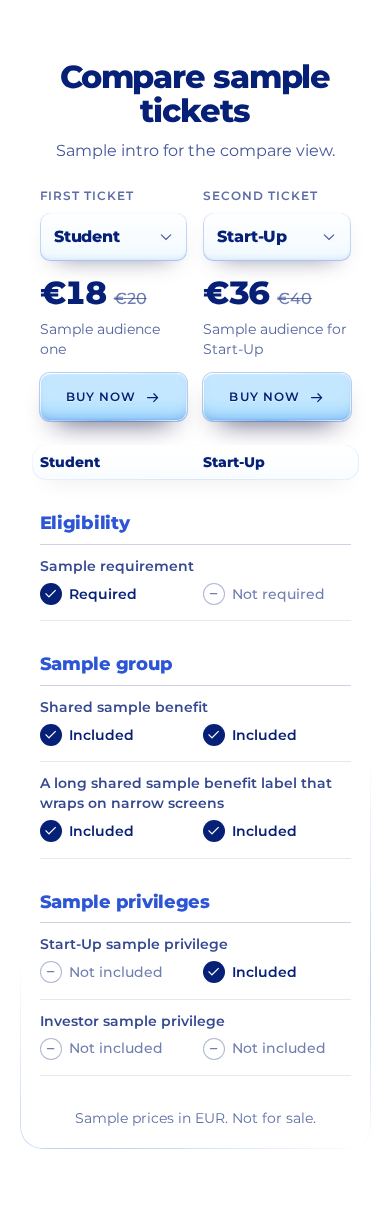 Compare sample
tickets
Sample intro for the compare view.
FIRST TICKET
SECOND TICKET
Student
Start-Up
€18 €20
€36 €40
Sample audience
one
Sample audience for
Start-Up
BUY NOW →
BUY NOW →
Student
Start-Up
Eligibility
Sample requirement
Required
Not required
Sample group
Shared sample benefit
Included
Included
A long shared sample benefit label that
wraps on narrow screens
Included
Included
Sample privileges
Start-Up sample privilege
Not included
Included
Investor sample privilege
Not included
Not included
Sample prices in EUR. Not for sale.